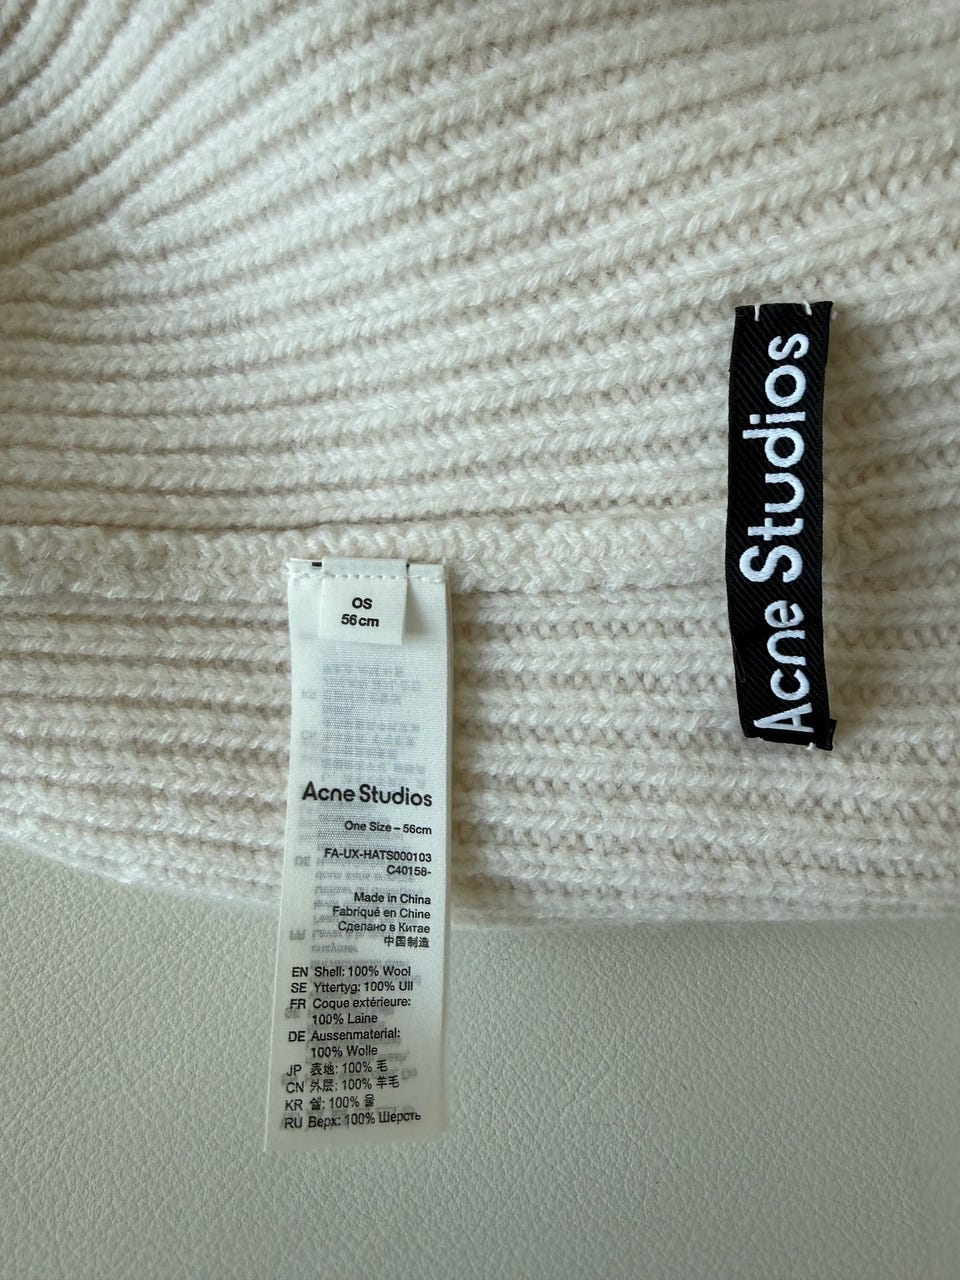 OS
56cm
Acne Studios
One Size – 56cm
FA-UX-HATS000103
C40158-
Made in China
Fabriqué en Chine
Сделано в Китае
中国制造
EN Shell: 100% Wool
SE Yttertyg: 100% Ull
FR Coque extérieure:
100% Laine
DE Aussenmaterial:
100% Wolle
JP 表地: 100% 毛
CN 外层: 100% 羊毛
KR 쉘: 100% 울
RU Верх: 100% Шерсть
Acne Studios